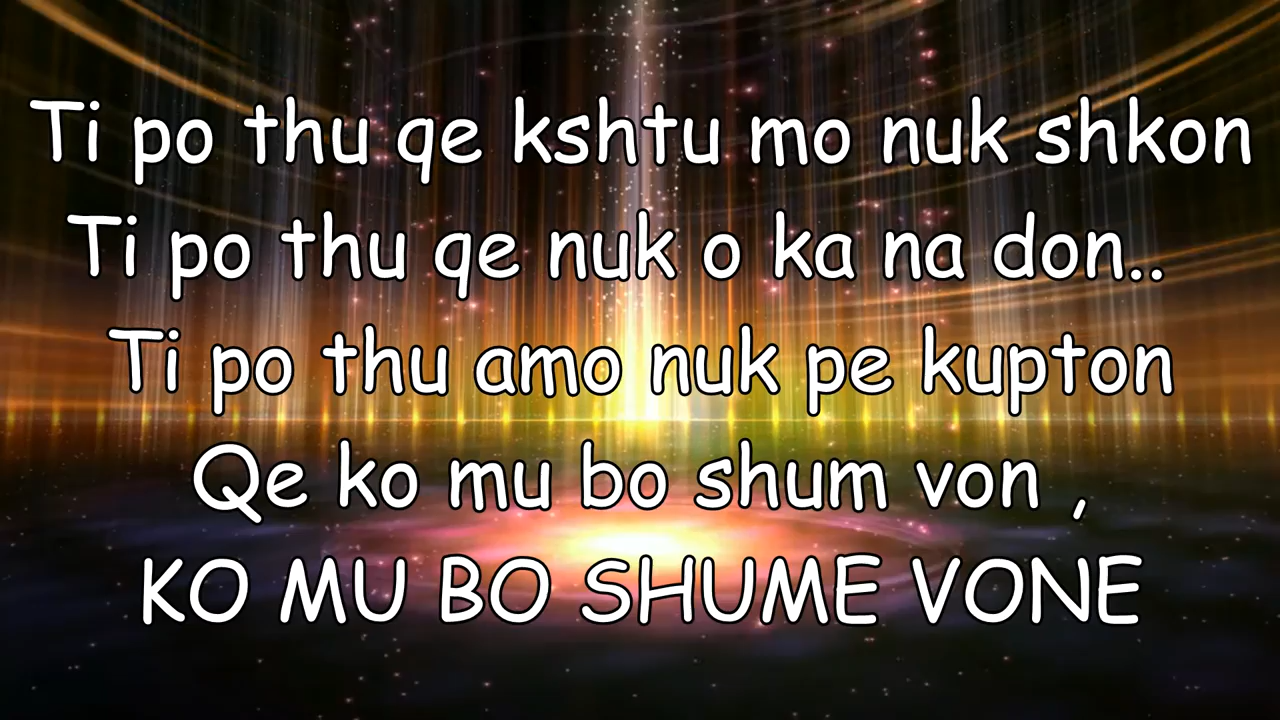 Ti po thu qe kshtu mo nuk shkon
Ti po thu qe nuk o ka na don..
Ti po thu amo nuk pe kupton
Qe ko mu bo shum von ,
KO MU BO SHUME VONE